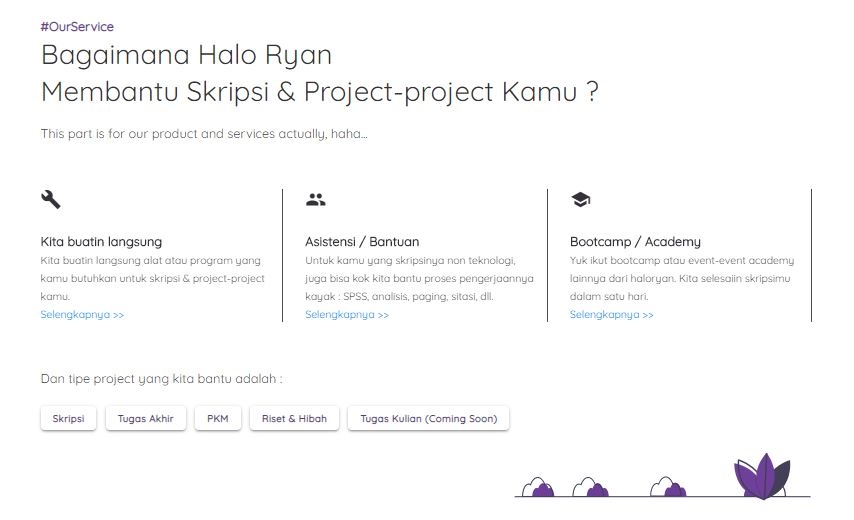 #OurService
Bagaimana Halo Ryan
Membantu Skripsi & Project-project Kamu ?
This part is for our product and services actually, haha...
Kita buatin langsung
Kita buatin langsung alat atau program yang
kamu butuhkan untuk skripsi & project-project
kamu.
Selengkapnya >>
Asistensi / Bantuan
Untuk kamu yang skripsinya non teknologi,
juga bisa kok kita bantu proses pengerjaannya
kayak : SPSS, analisis, paging, sitasi, dll.
Selengkapnya >>
Bootcamp / Academy
Yuk ikut bootcamp atau event-event academy
lainnya dari haloryan. Kita selesaiin skripsimu
dalam satu hari.
Selengkapnya >>
Dan tipe project yang kita bantu adalah :
Skripsi
Tugas Akhir
PKM
Riset & Hibah
Tugas Kulian (Coming Soon)